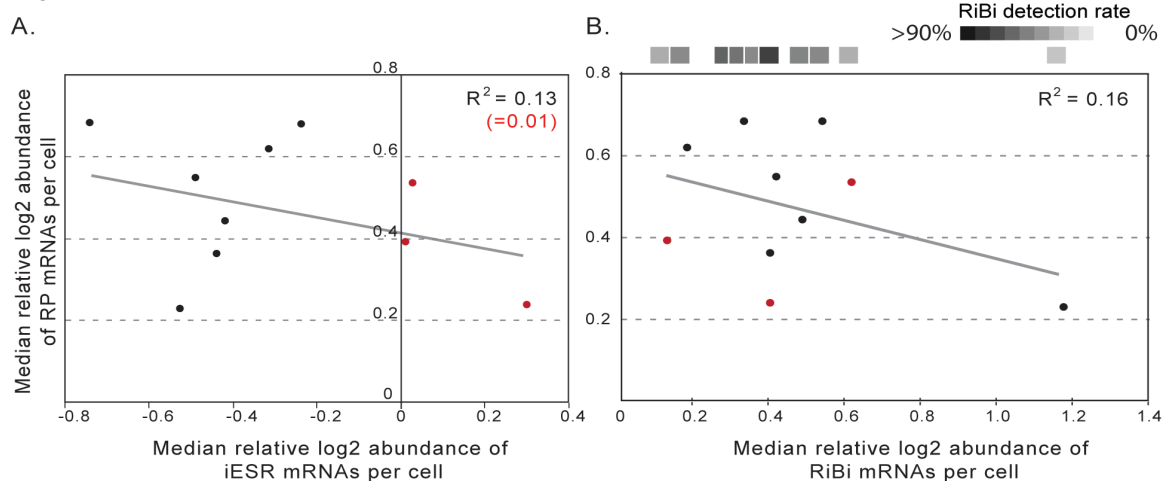 A.
R² = 0.13
(=0.01)
0.8
0.6
0.4
0.2
0
-0.8 -0.6 -0.4 -0.2 0 0.2 0.4
Median relative log2 abundance
of RP mRNAs per cell
Median relative log2 abundance of
iESR mRNAs per cell
B.
RiBi detection rate
>90% 0%
R² = 0.16
0.8
0.6
0.4
0.2
0 0.2 0.4 0.6 1.0 1.2 1.4
Median relative log2 abundance of
RiBi mRNAs per cell